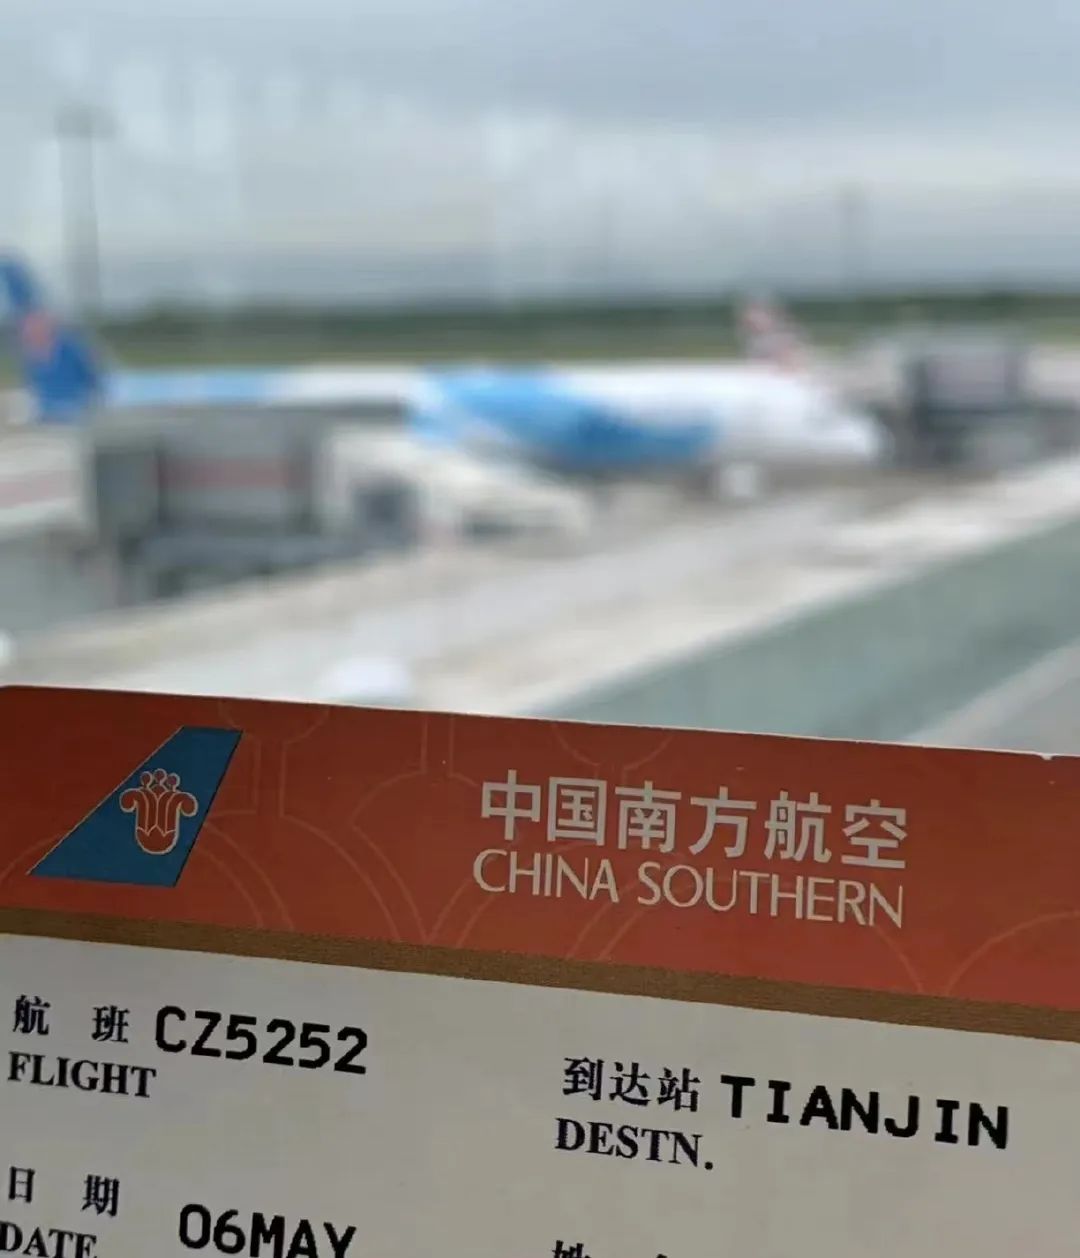 中国南方航空
CHINA SOUTHERN
航 班 CZ5252
FLIGHT
到达站 TIANJIN
DESTN.
日 期 06MAY
DATE